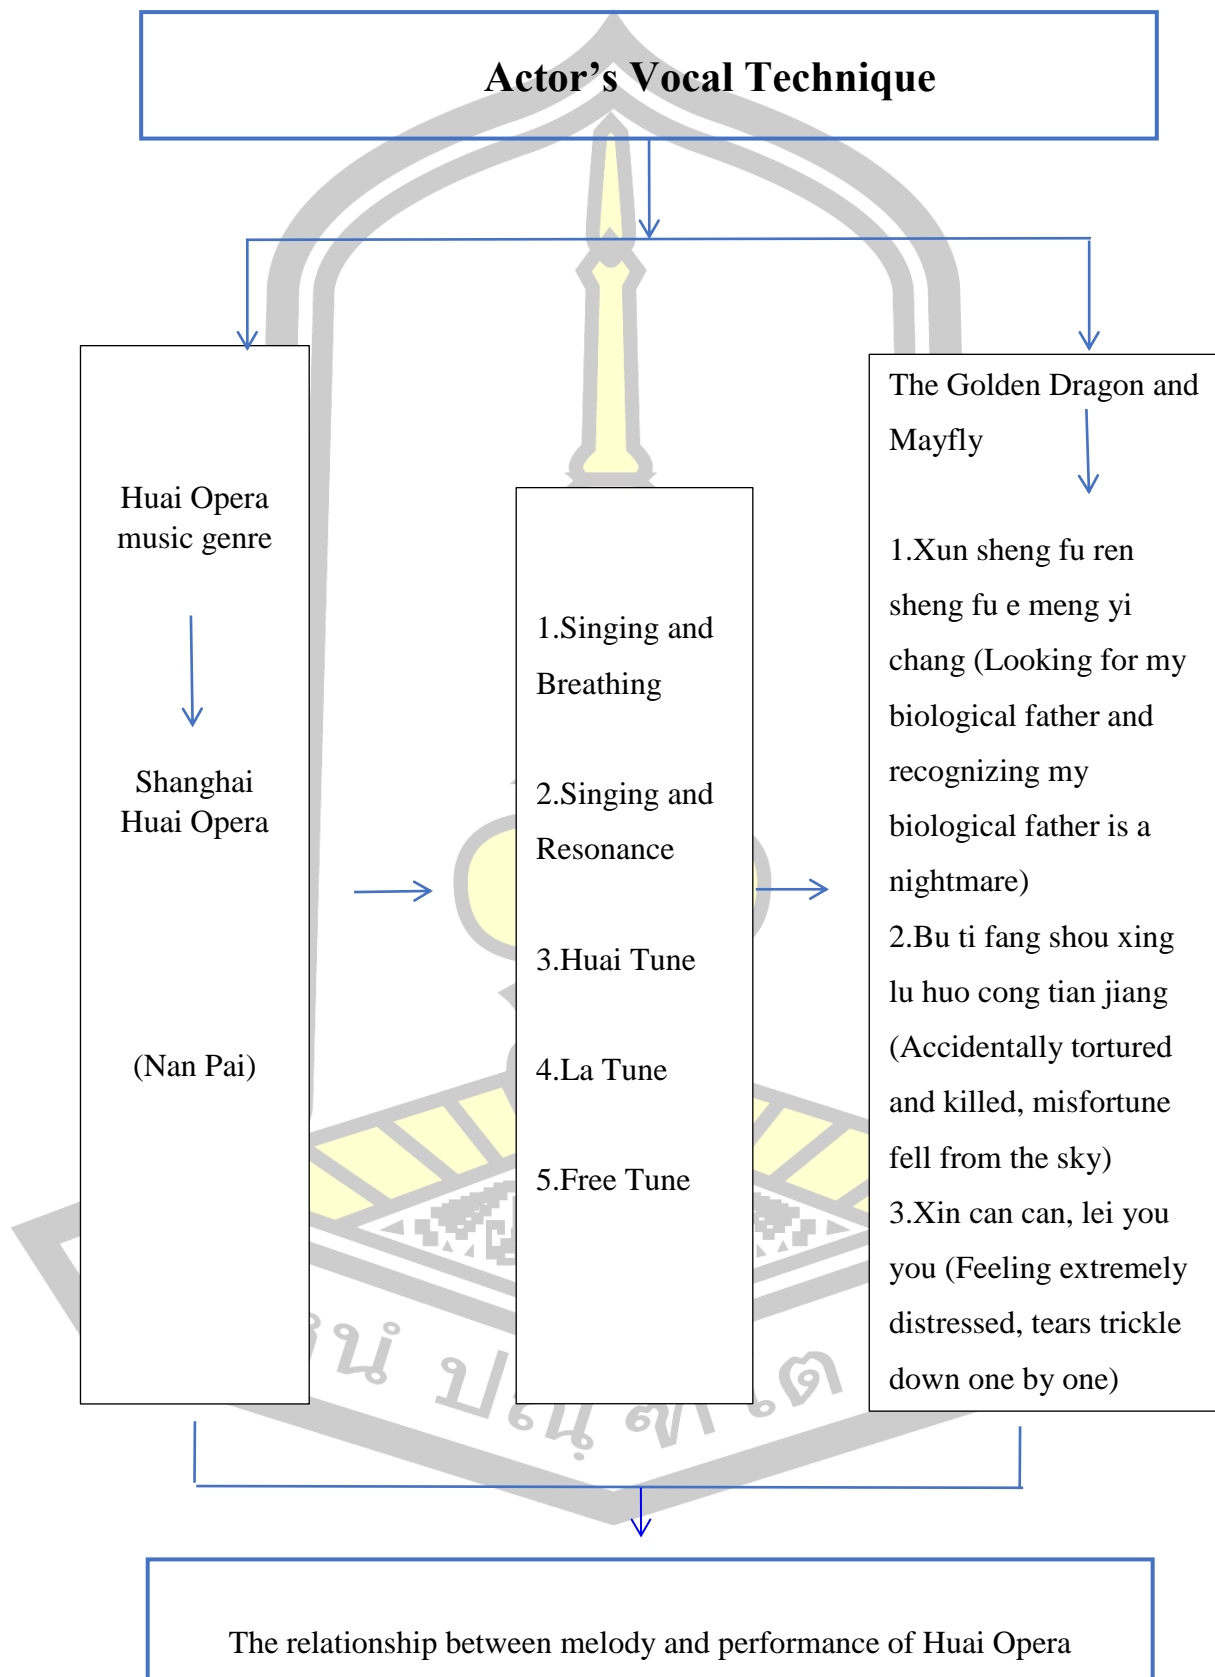 Actor’s Vocal Technique
Huai Opera
music genre
Shanghai
Huai Opera
(Nan Pai)
1.Singing and
Breathing
2.Singing and
Resonance
3.Huai Tune
4.La Tune
5.Free Tune
The Golden Dragon and
Mayfly
1.Xun sheng fu ren
sheng fu e meng yi
chang (Looking for my
biological father and
recognizing my
biological father is a
nightmare)
2.Bu ti fang shou xing
lu huo cong tian jiang
(Accidentally tortured
and killed, misfortune
fell from the sky)
3.Xin can can, lei you
you (Feeling extremely
distressed, tears trickle
down one by one)
The relationship between melody and performance of Huai Opera